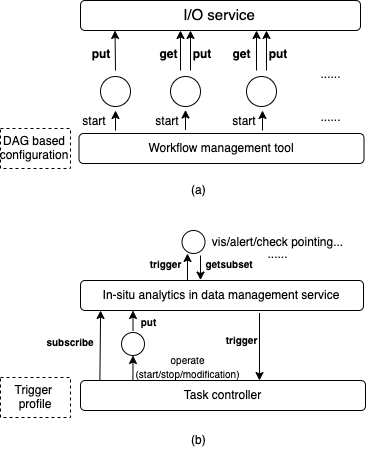 I/O service
put
get
put
get
put
......
start
start
start
......
DAG based
configuration
Workflow management tool
(a)
vis/alert/check pointing...
......
trigger
getsubset
In-situ analytics in data management service
put
subscribe
trigger
operate
(start/stop/modification)
Trigger
profile
Task controller
(b)